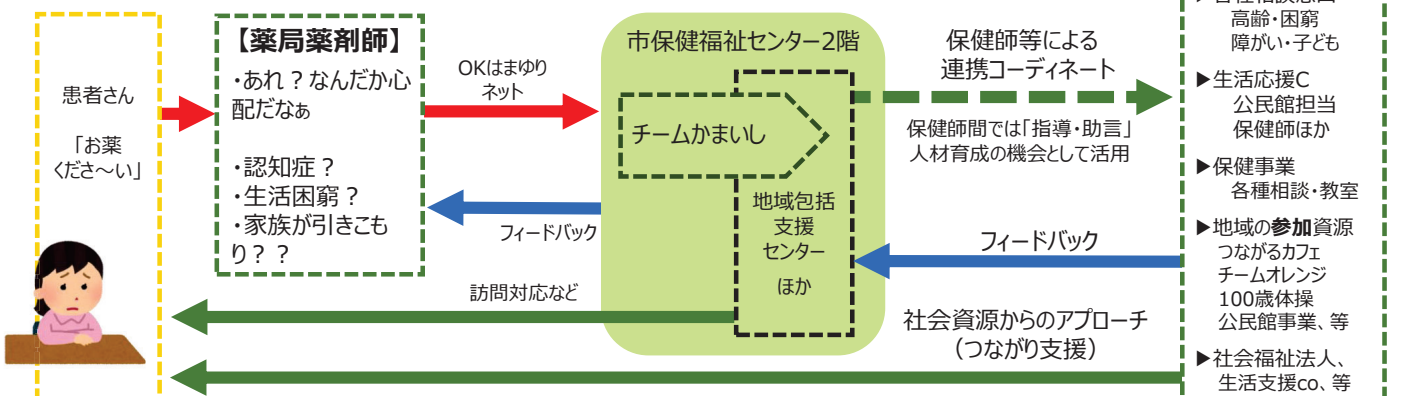 患者さん
「お薬
くださ～い」
【薬局薬剤師】
・あれ？なんだか心
配だなぁ
・認知症？
・生活困窮？
・家族が引きこも
り？？
OKはまゆり
ネット
フィードバック
訪問対応など
市保健福祉センター2階
チームかまいし
地域包括
支援
センター
ほか
保健師等による
連携コーディネート
保健師間では「指導・助言」
人材育成の機会として活用
フィードバック
社会資源からのアプローチ
（つながり支援）
高齢・困窮
障がい・子ども
▶生活応援C
公民館担当
保健師ほか
▶保健事業
各種相談・教室
▶地域の参加資源
つながるカフェ
チームオレンジ
100歳体操
公民館事業、等
▶社会福祉法人、
生活支援co、等